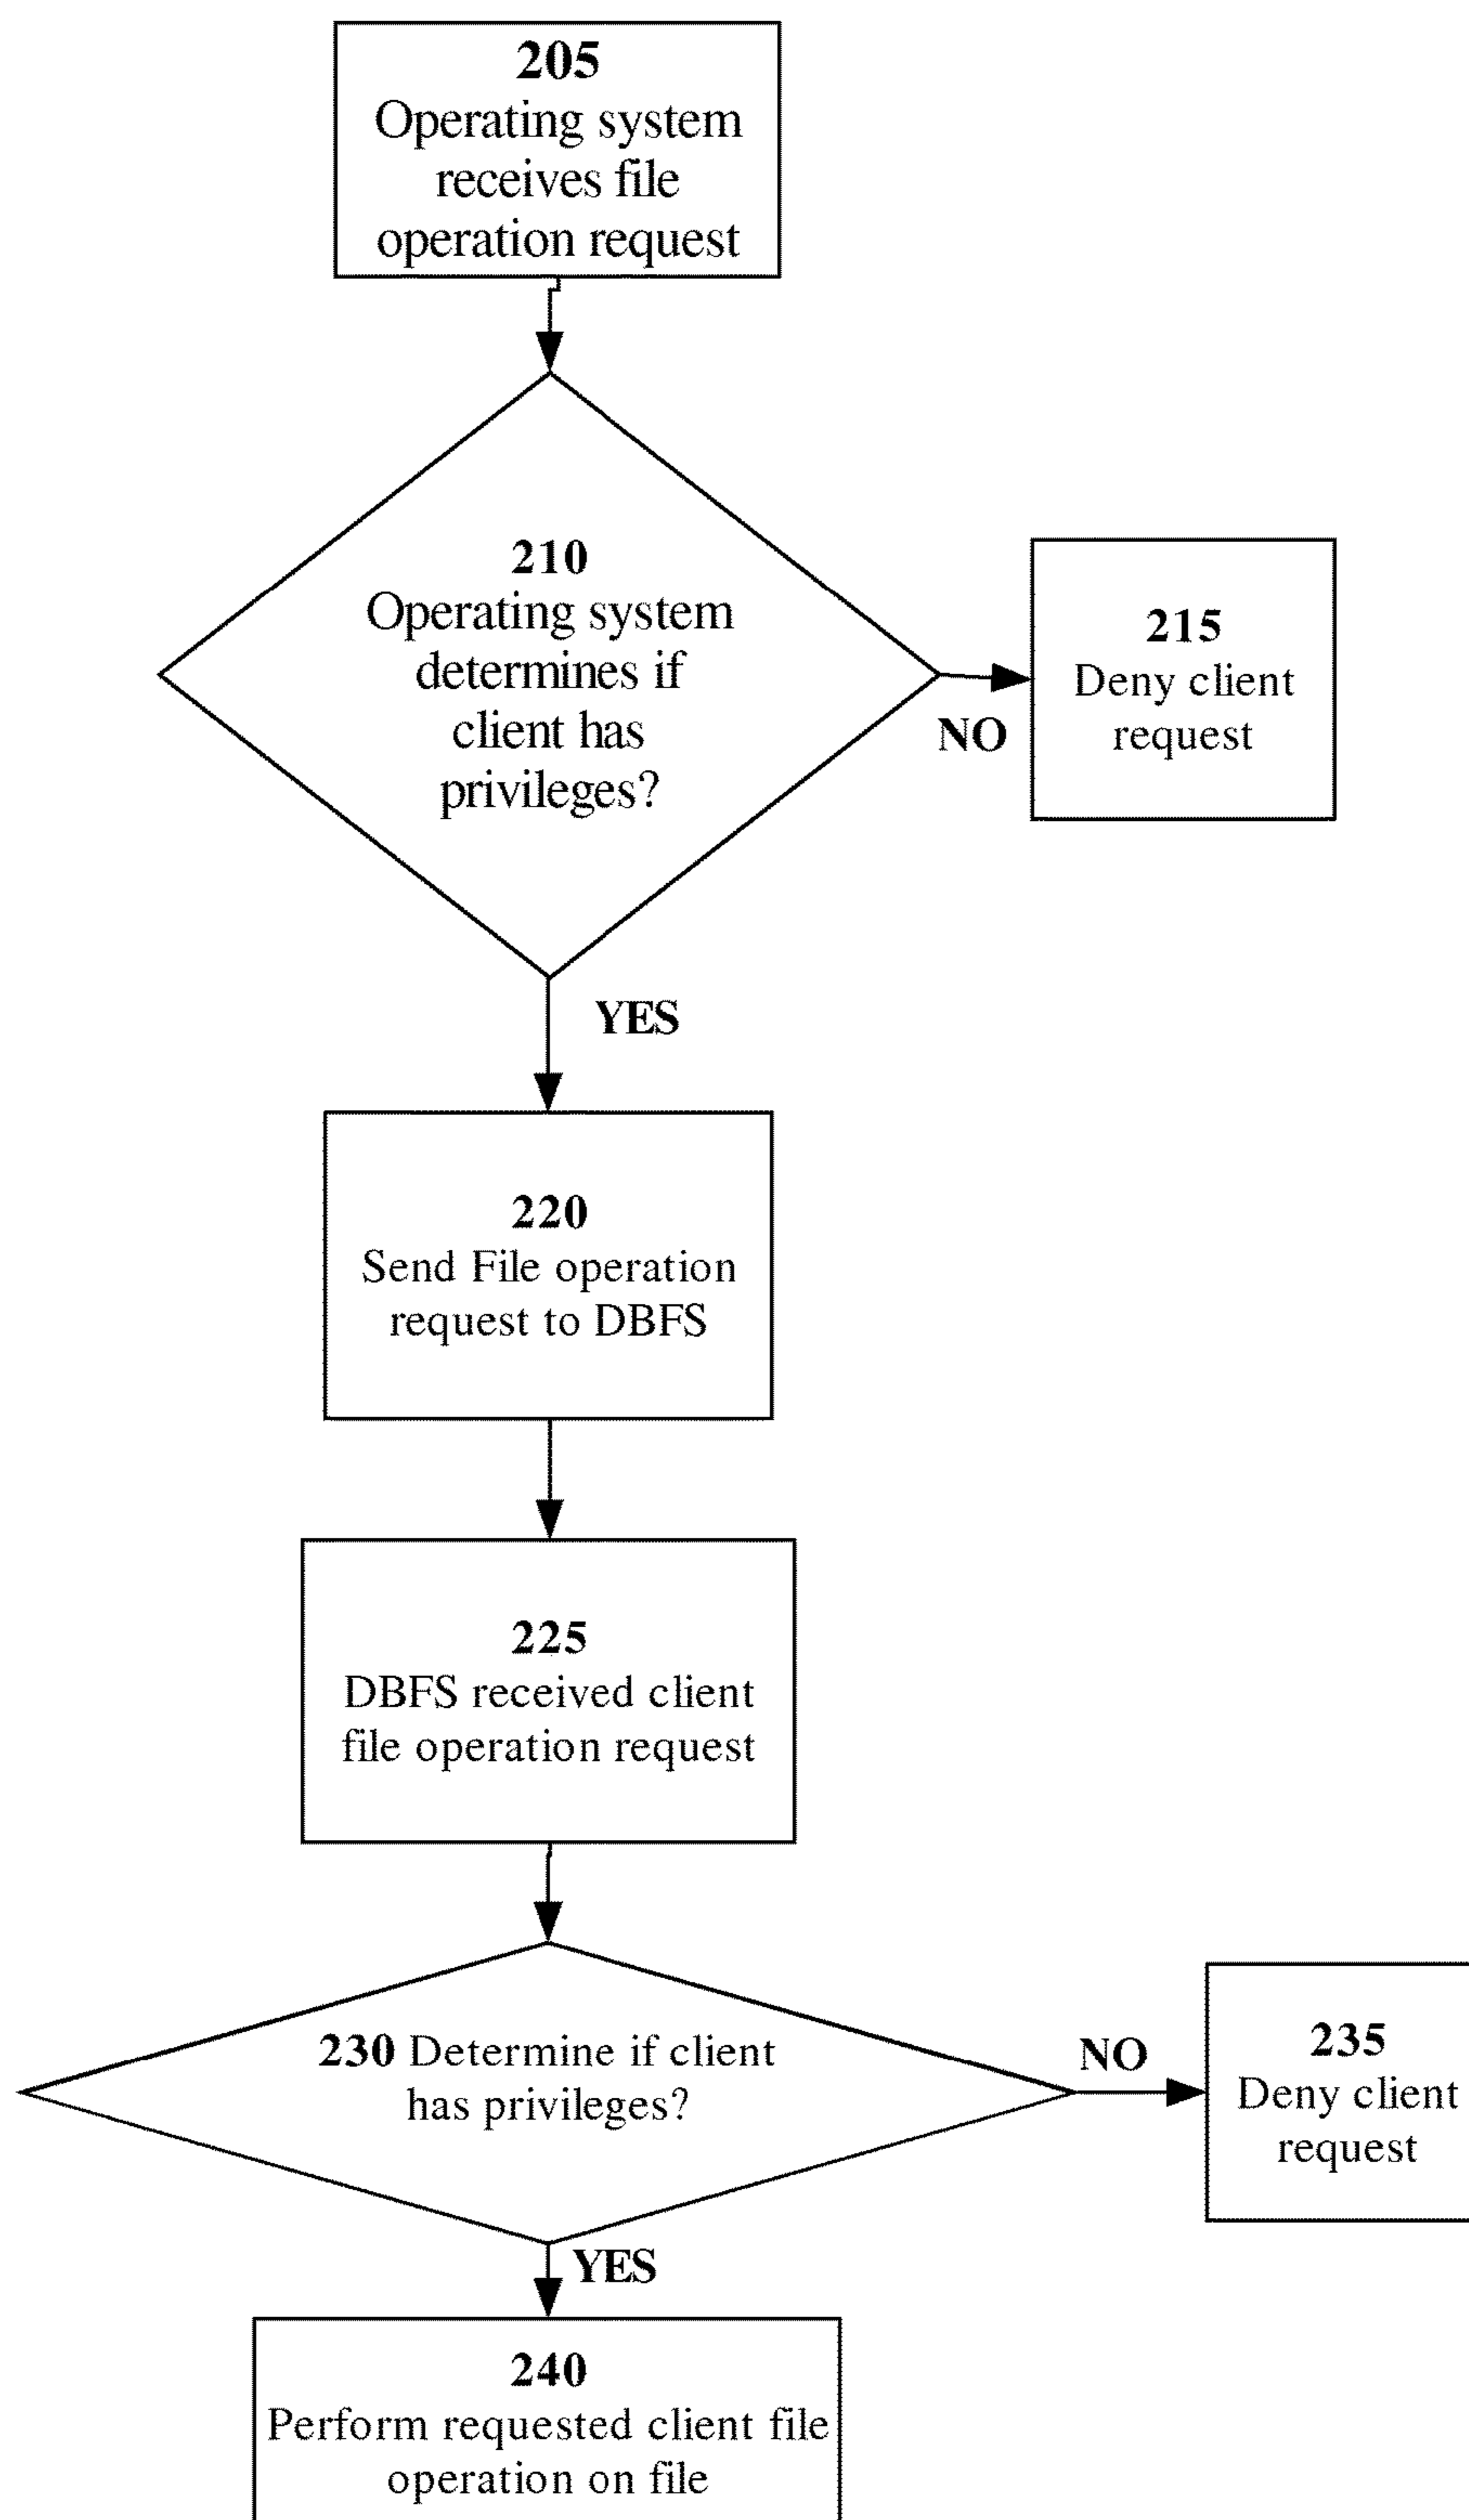 205
Operating system
receives file
operation request
210
Operating system
determines if
client has
privileges?
NO
215
Deny client
request
YES
220
Send File operation
request to DBFS
225
DBFS received client
file operation request
230 Determine if client
has privileges?
NO
235
Deny client
request
YES
240
Perform requested client file
operation on file